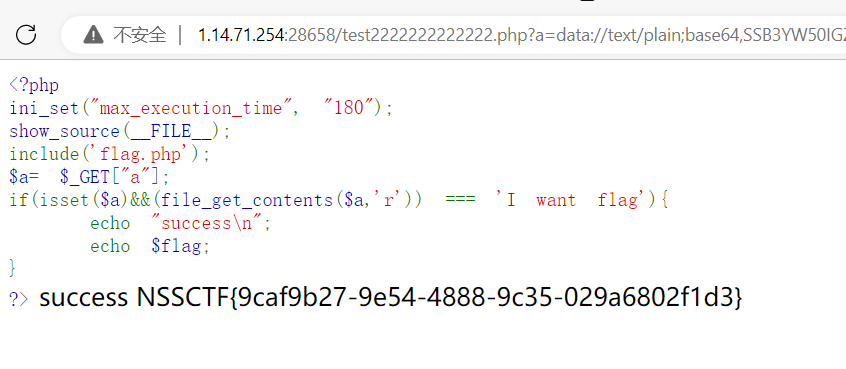 不安全 | 1.14.71.254:28658/test2222222222222.php?a=data://text/plain;base64,SSB3YW50IGZ
<?php
ini_set("max_execution_time", "180");
show_source(__FILE__);
include('flag.php');
$a= $_GET["a"];
if(isset($a)&&(file_get_contents($a,'r')) === 'I want flag'){
        echo "success\n";
        echo $flag;
}
?> success NSSCTF{9caf9b27-9e54-4888-9c35-029a6802f1d3}